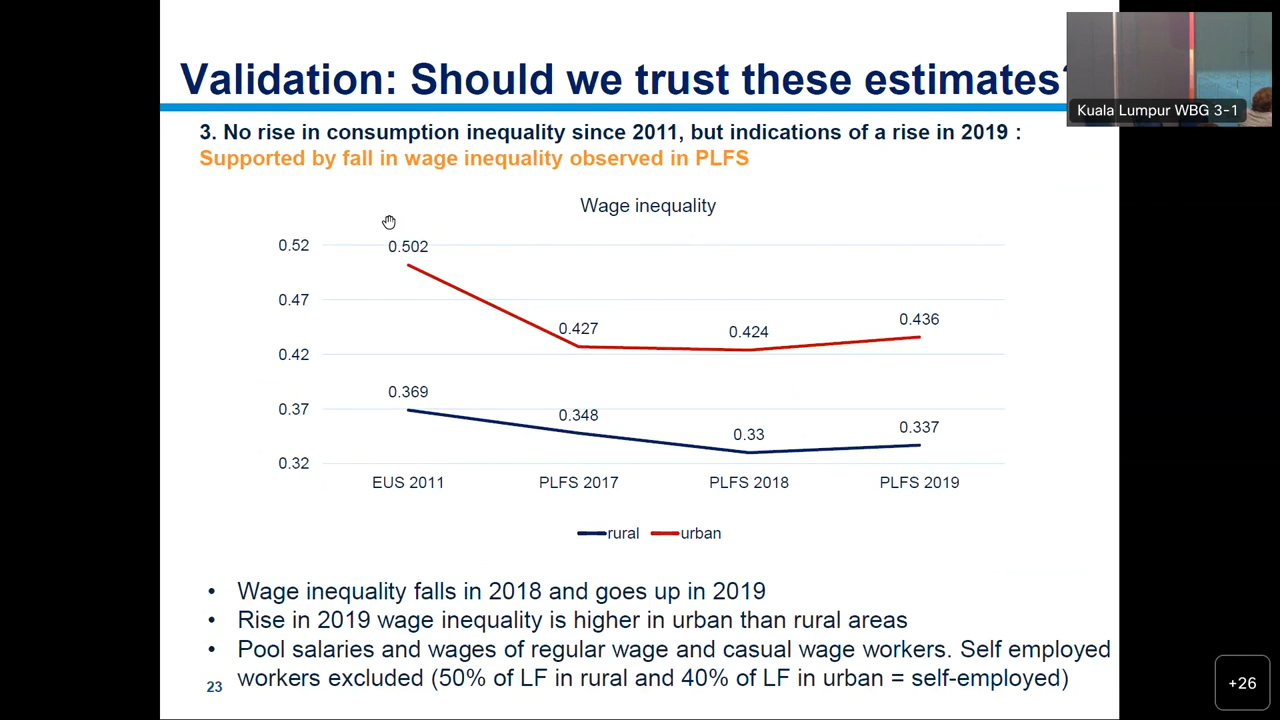 Validation: Should we trust these estimates?
Kuala Lumpur WBG 3-1
3. No rise in consumption inequality since 2011, but indications of a rise in 2019 :
Supported by fall in wage inequality observed in PLFS
Wage inequality
0.52
0.47
0.42
0.37
0.32
0.502
0.427
0.424
0.436
0.369
0.348
0.33
0.337
EUS 2011
PLFS 2017
PLFS 2018
PLFS 2019
rural
urban
• Wage inequality falls in 2018 and goes up in 2019
• Rise in 2019 wage inequality is higher in urban than rural areas
• Pool salaries and wages of regular wage and casual wage workers. Self employed
workers excluded (50% of LF in rural and 40% of LF in urban = self-employed)
23
+26